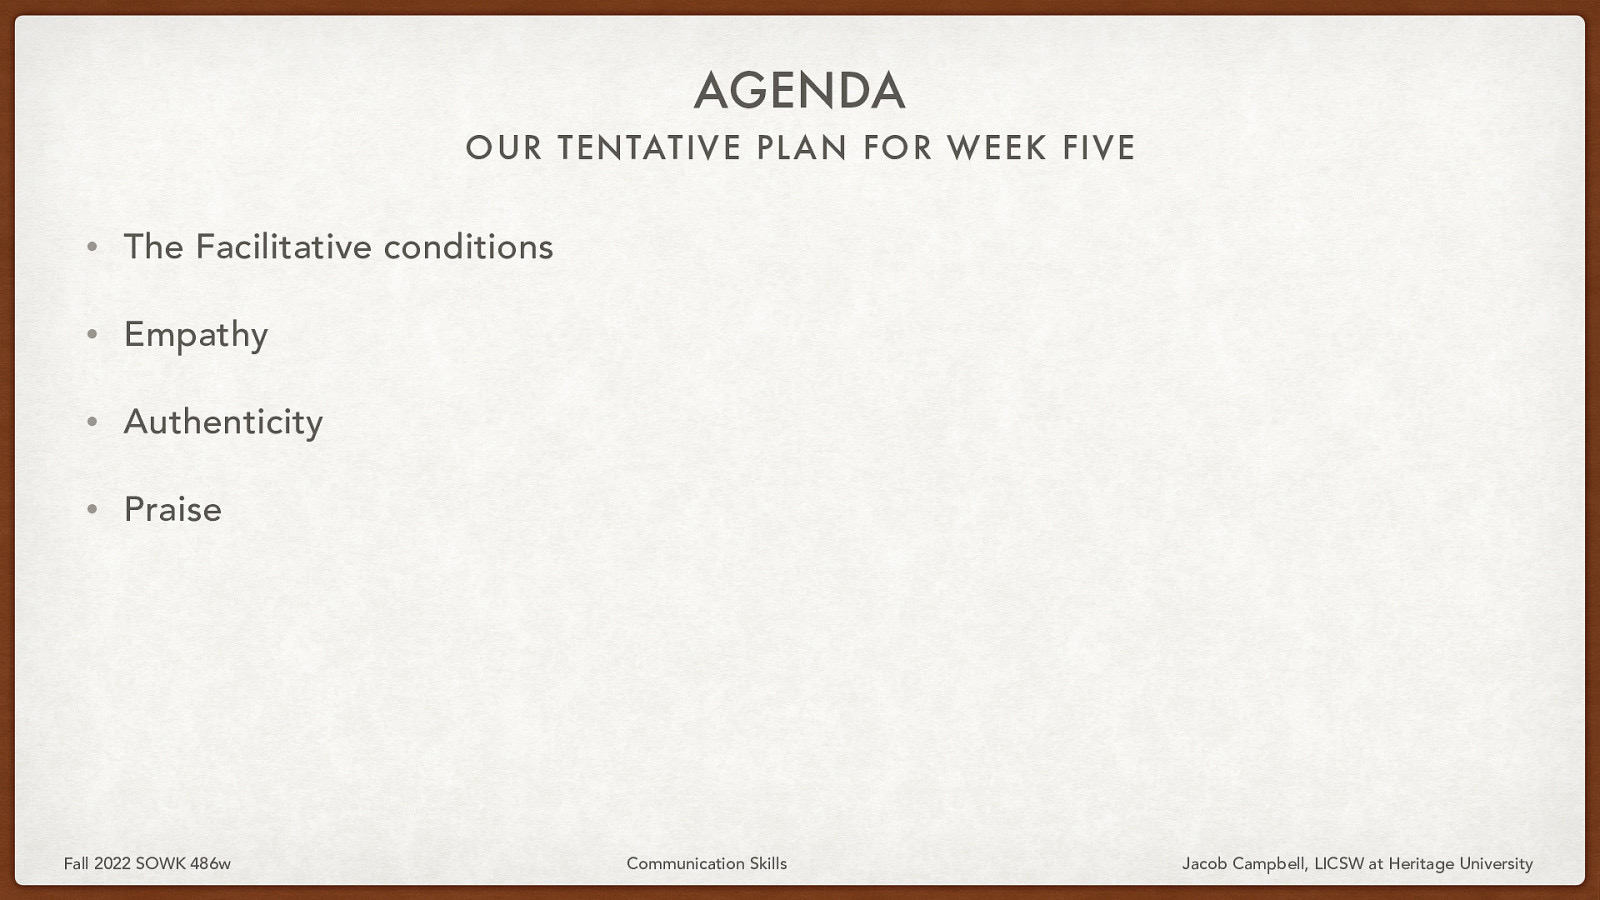 AGENDA
OUR TENTATIVE PLAN FOR WEEK FIVE
• The Facilitative conditions
• Empathy
• Authenticity
• Praise
Fall 2022 SOWK 486w
Communication Skills
Jacob Campbell, LICSW at Heritage University